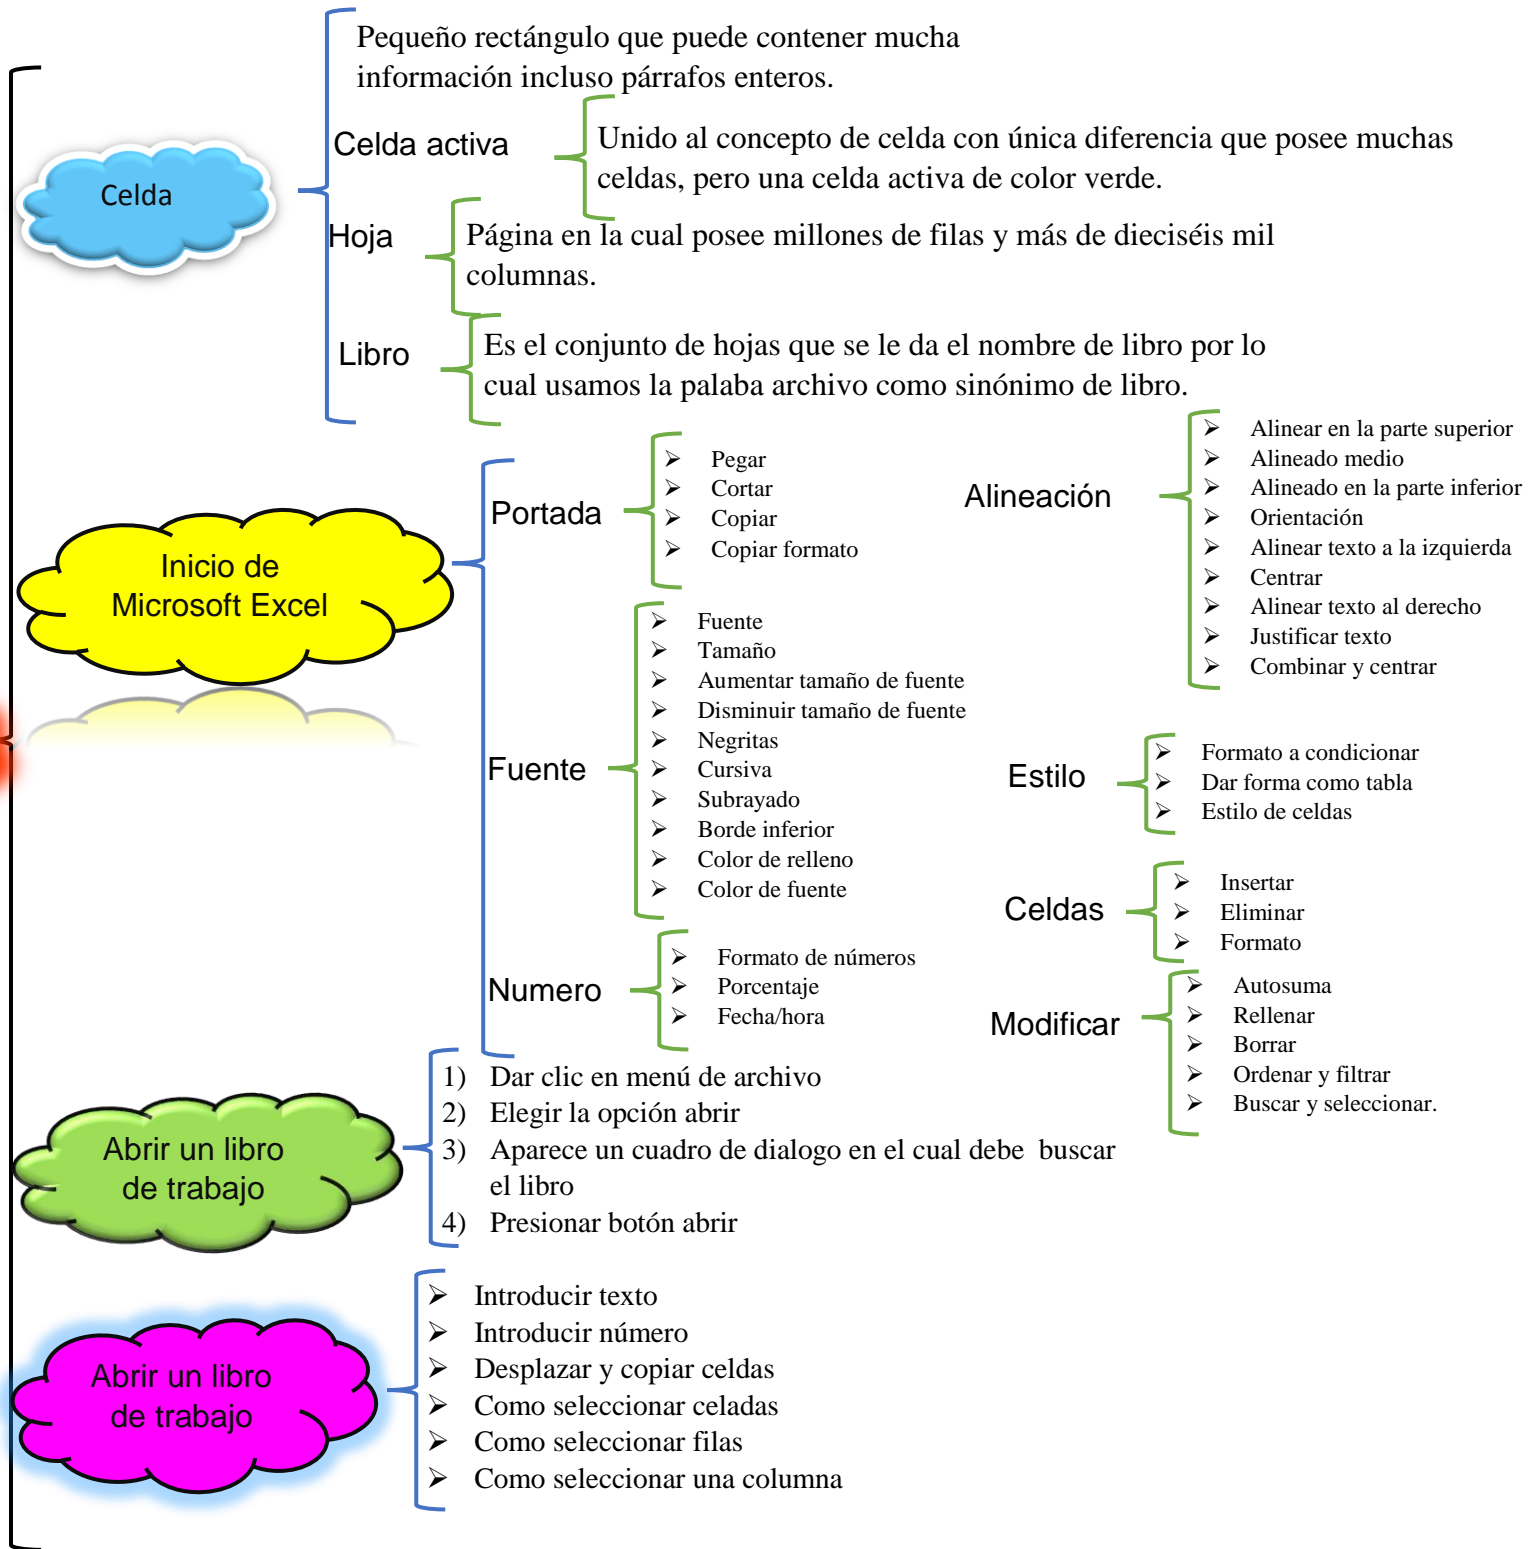 Pequeño rectángulo que puede contener mucha
información incluso párrafos enteros.
Celda
Celda activa
Unido al concepto de celda con única diferencia que posee muchas
celdas, pero una celda activa de color verde.
Hoja
Página en la cual posee millones de filas y más de dieciséis mil
columnas.
Libro
Es el conjunto de hojas que se le da el nombre de libro por lo
cual usamos la palaba archivo como sinónimo de libro.
Inicio de
Microsoft Excel
Portada
➢ Pegar
➢ Cortar
➢ Copiar
➢ Copiar formato
Fuente
➢ Fuente
➢ Tamaño
➢ Aumentar tamaño de fuente
➢ Disminuir tamaño de fuente
➢ Negritas
➢ Cursiva
➢ Subrayado
➢ Borde inferior
➢ Color de relleno
➢ Color de fuente
Numero
➢ Formato de números
➢ Porcentaje
➢ Fecha/hora
Alineación
➢ Alinear en la parte superior
➢ Alineado medio
➢ Alineado en la parte inferior
➢ Orientación
➢ Alinear texto a la izquierda
➢ Centrar
➢ Alinear texto al derecho
➢ Justificar texto
➢ Combinar y centrar
Estilo
➢ Formato a condicionar
➢ Dar forma como tabla
➢ Estilo de celdas
Celdas
➢ Insertar
➢ Eliminar
➢ Formato
Modificar
➢ Autosuma
➢ Rellenar
➢ Borrar
➢ Ordenar y filtrar
➢ Buscar y seleccionar.
Abrir un libro
de trabajo
1) Dar clic en menú de archivo
2) Elegir la opción abrir
3) Aparece un cuadro de dialogo en el cual debe buscar
el libro
4) Presionar botón abrir
Abrir un libro
de trabajo
➢ Introducir texto
➢ Introducir número
➢ Desplazar y copiar celdas
➢ Como seleccionar celadas
➢ Como seleccionar filas
➢ Como seleccionar una columna